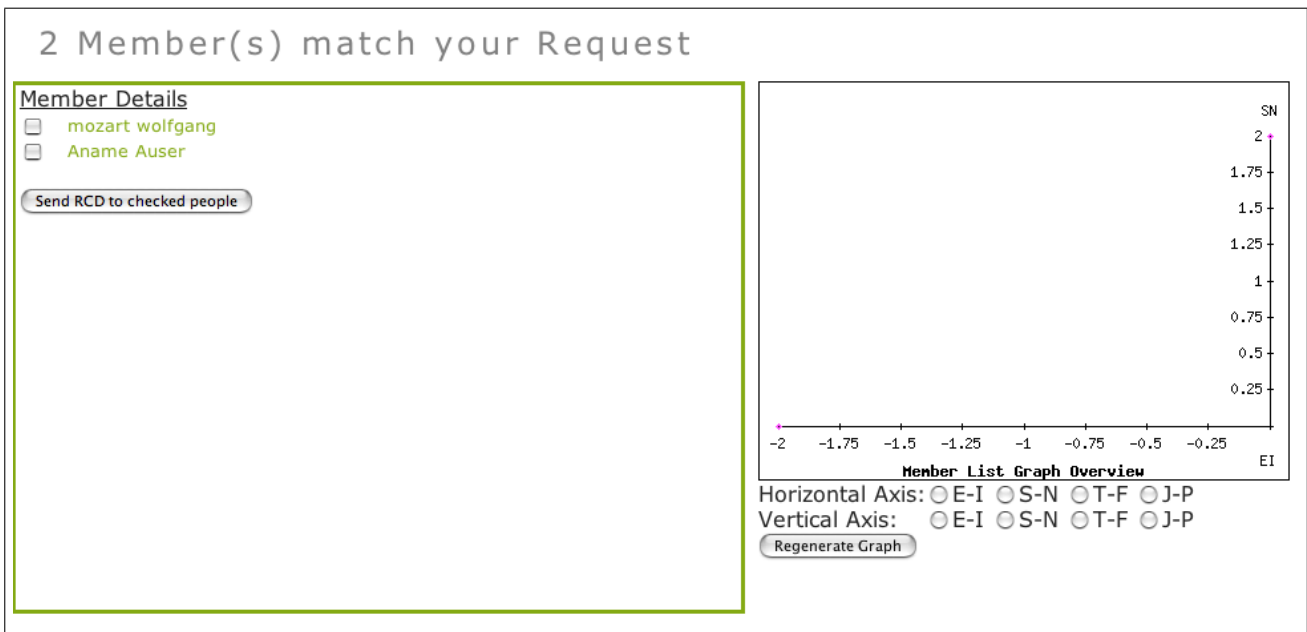 2 Member(s) match your Request
Member Details
mozart wolfgang
Aname Auser
Send RCD to checked people
SN
2
1.75
1.5
1.25
1
0.75
0.5
0.25
-2 -1.75 -1.5 -1.25 -1 -0.75 -0.5 -0.25
EI
Member List Graph Overview
Horizontal Axis: E-I S-N T-F J-P
Vertical Axis: E-I S-N T-F J-P
Regenerate Graph